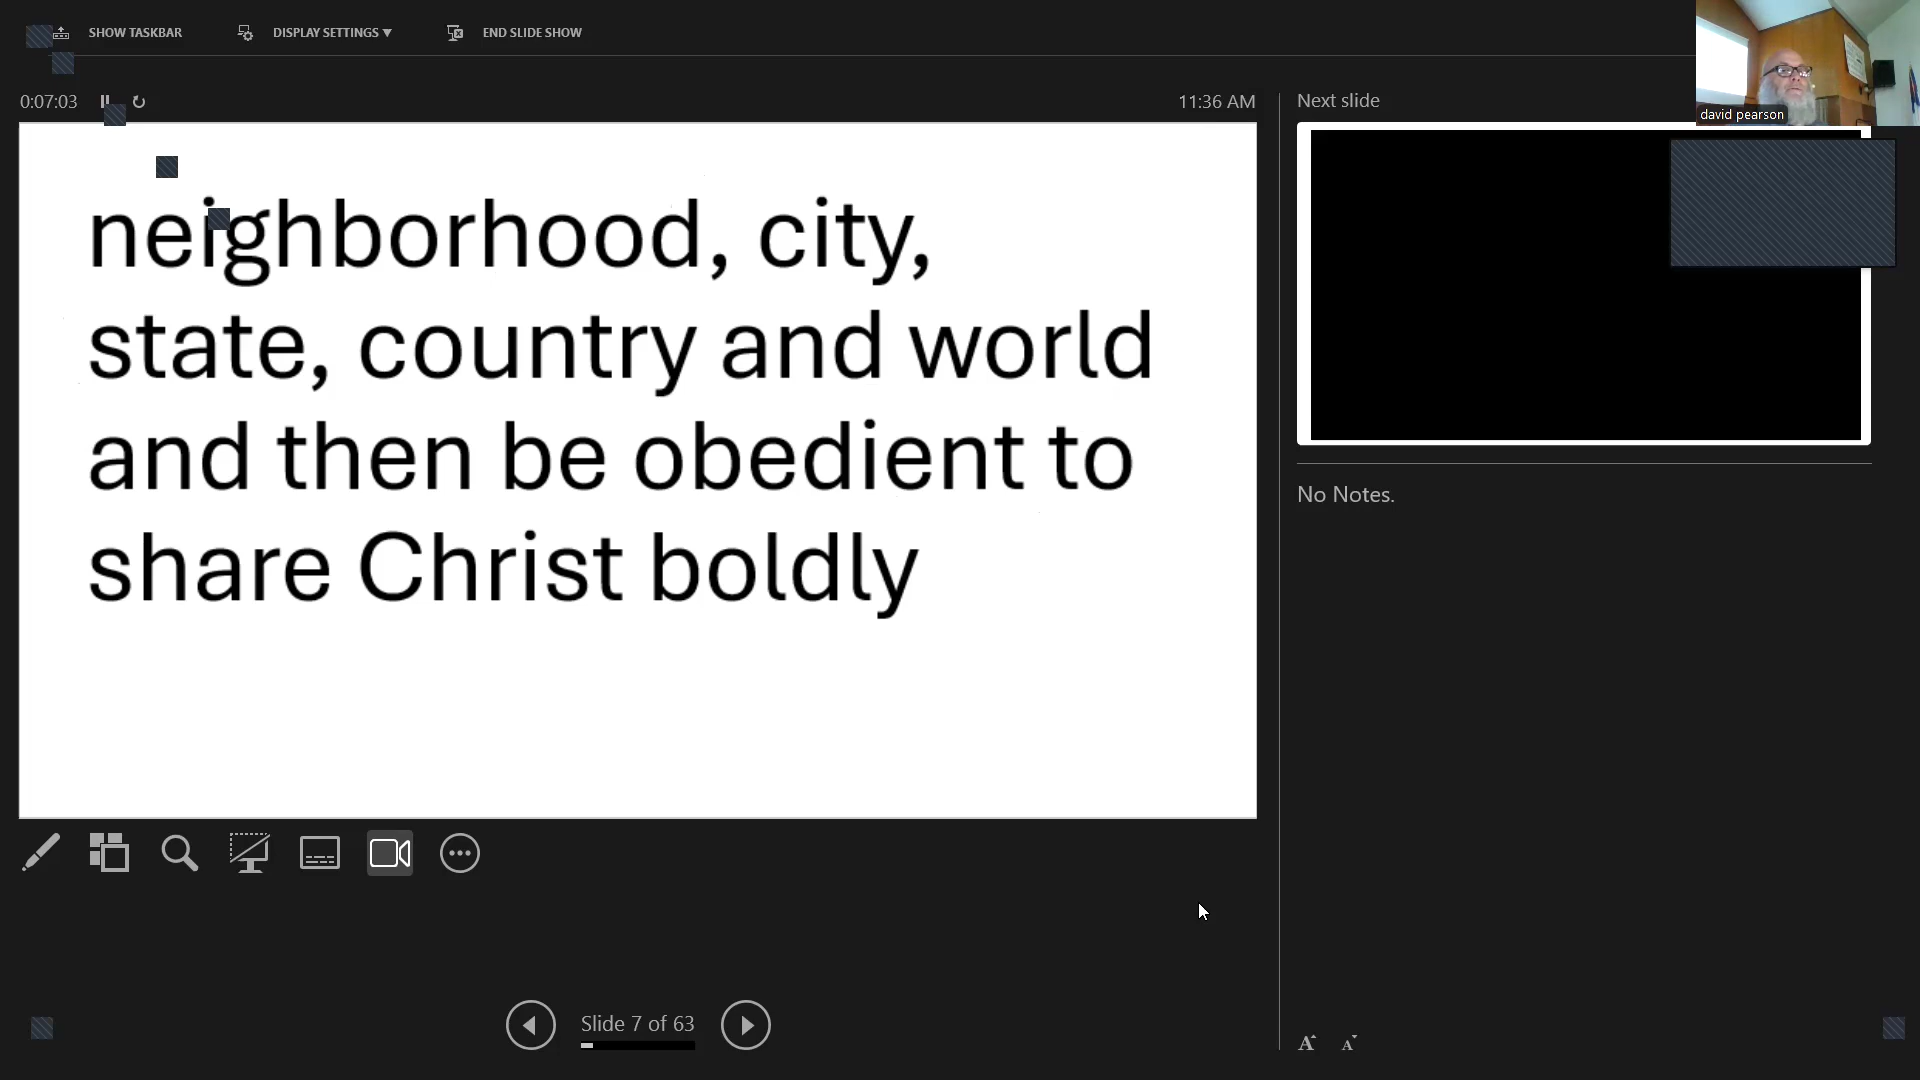 SHOW TASKBAR
DISPLAY SETTINGS ▼
END SLIDE SHOW
0:07:03
11:36 AM
Next slide
david pearson
neighborhood, city,
state, country and world
and then be obedient to
share Christ boldly
No Notes.
Slide 7 of 63
A A